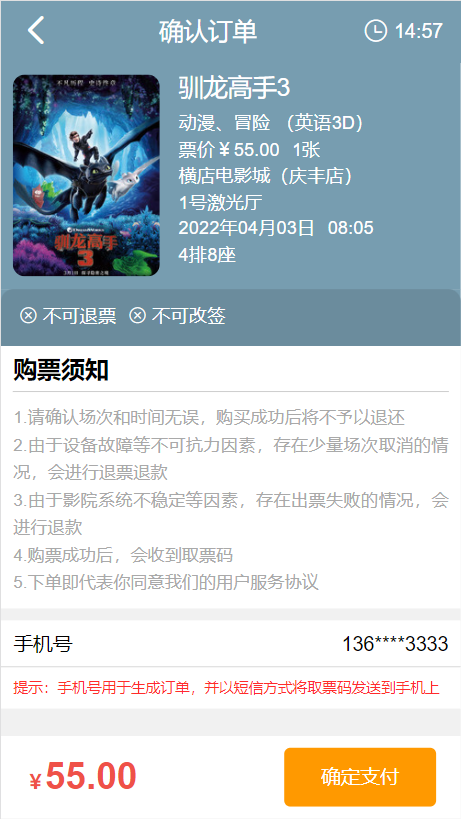 确认订单
14:57
不凡历程 史诗终章
DREAMWORKS
驯龙高手
3
驯龙高手3
动漫、冒险 （英语3D）
票价￥55.00 1张
横店电影城（庆丰店）
1号激光厅
2022年04月03日 08:05
4排8座
不可退票 不可改签
购票须知
1.请确认场次和时间无误，购买成功后将不予以退还
2.由于设备故障等不可抗力因素，存在少量场次取消的情
况，会进行退票退款
3.由于影院系统不稳定等因素，存在出票失败的情况，会
进行退款
4.购票成功后，会收到取票码
5.下单即代表你同意我们的用户服务协议
手机号 136****3333
提示：手机号用于生成订单，并以短信方式将取票码发送到手机上
￥55.00
确定支付